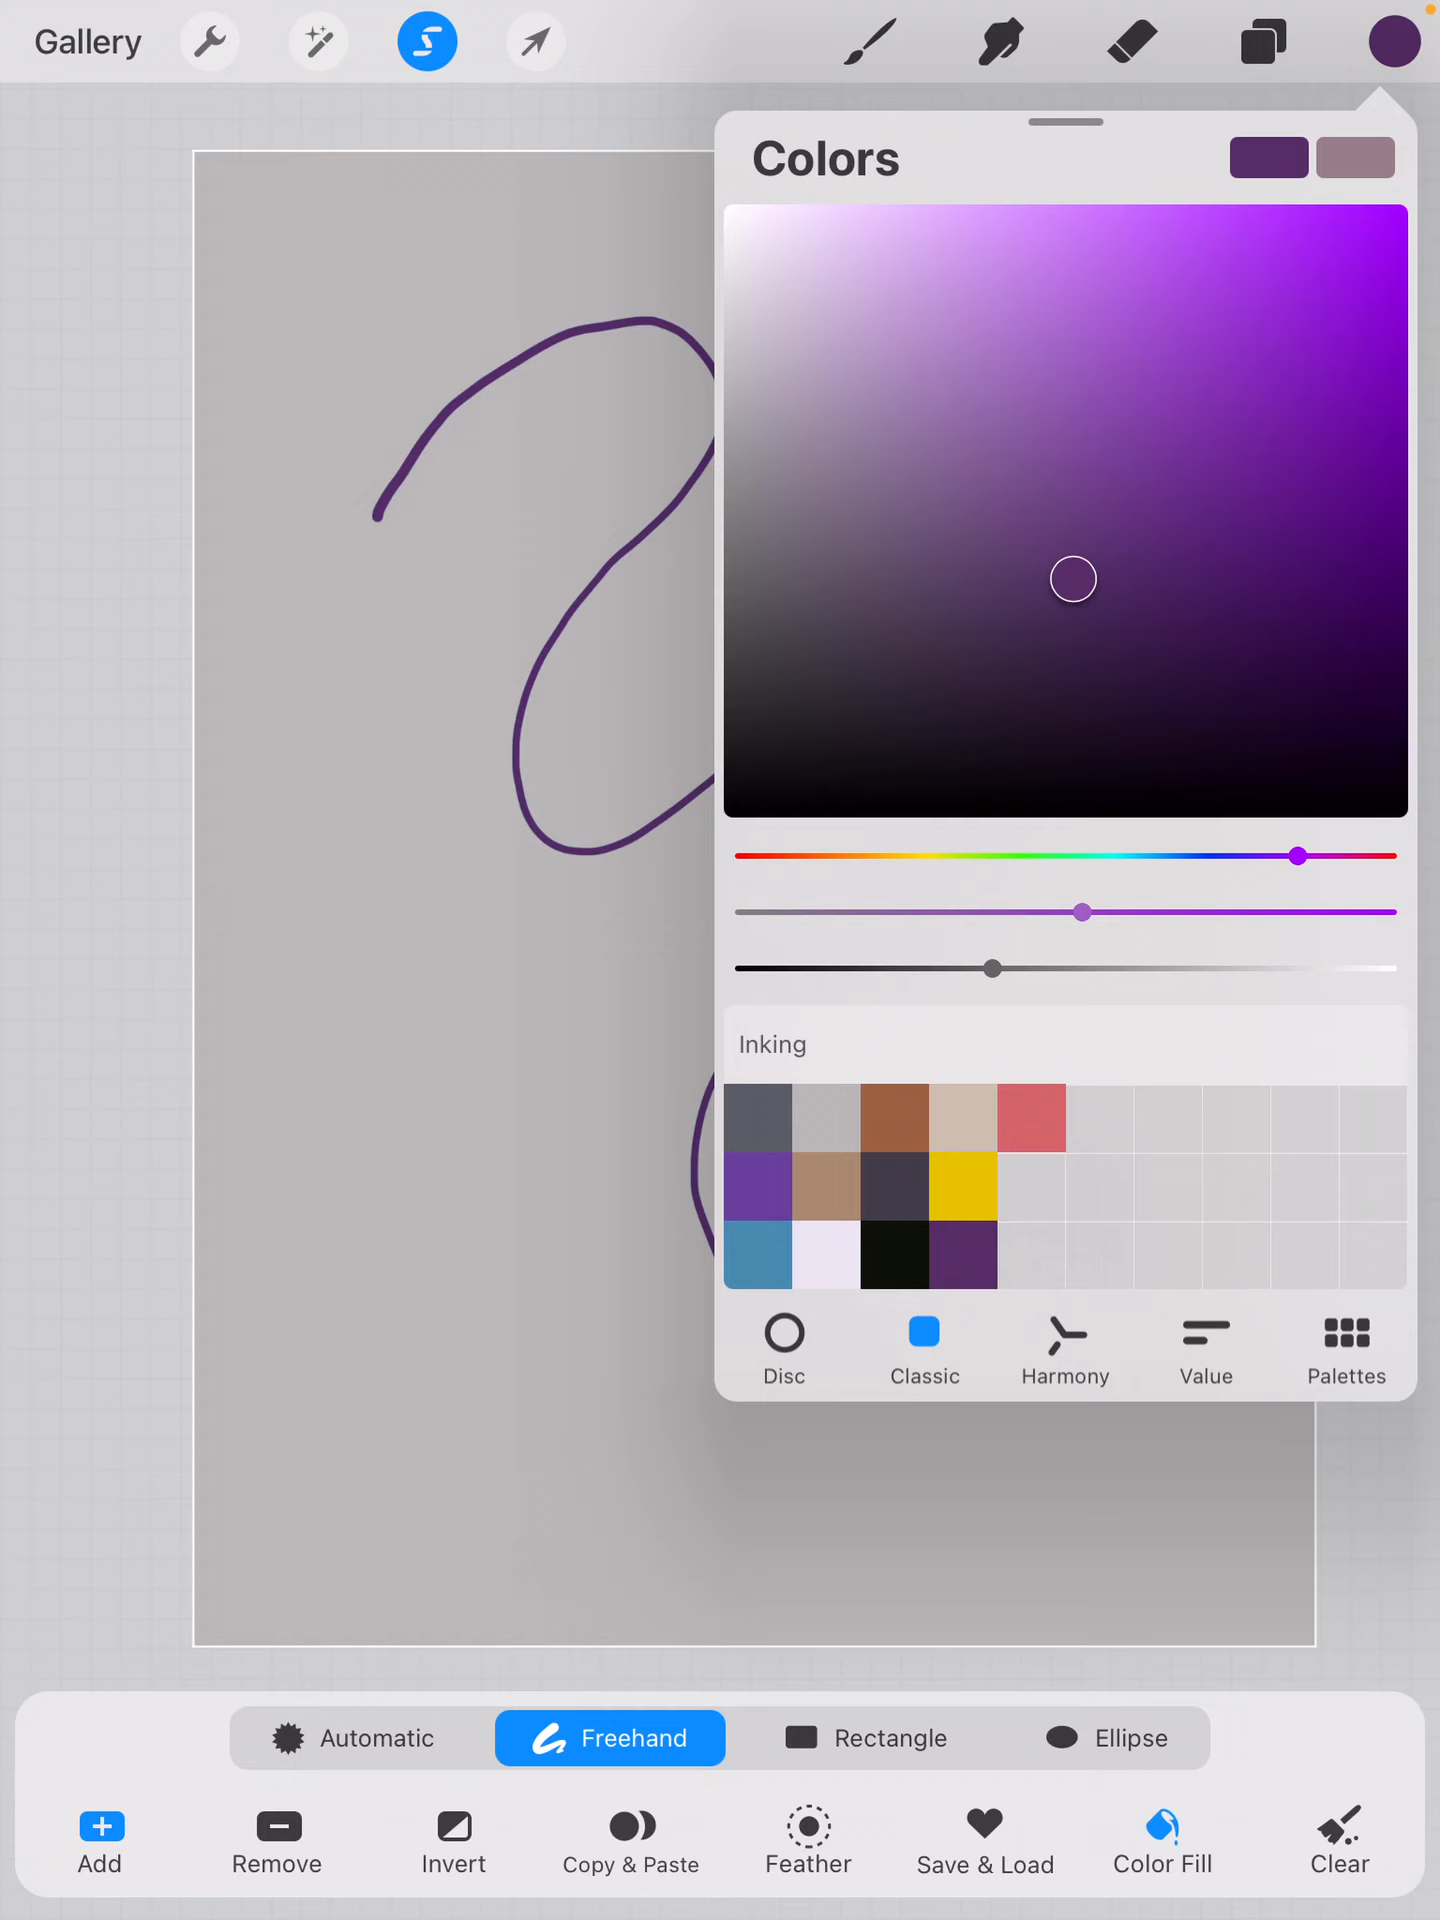 Gallery
Colors
Inking
Disc
Classic
Harmony
Value
Palettes
Automatic
Freehand
Rectangle
Ellipse
Add
Remove
Invert
Copy & Paste
Feather
Save & Load
Color Fill
Clear